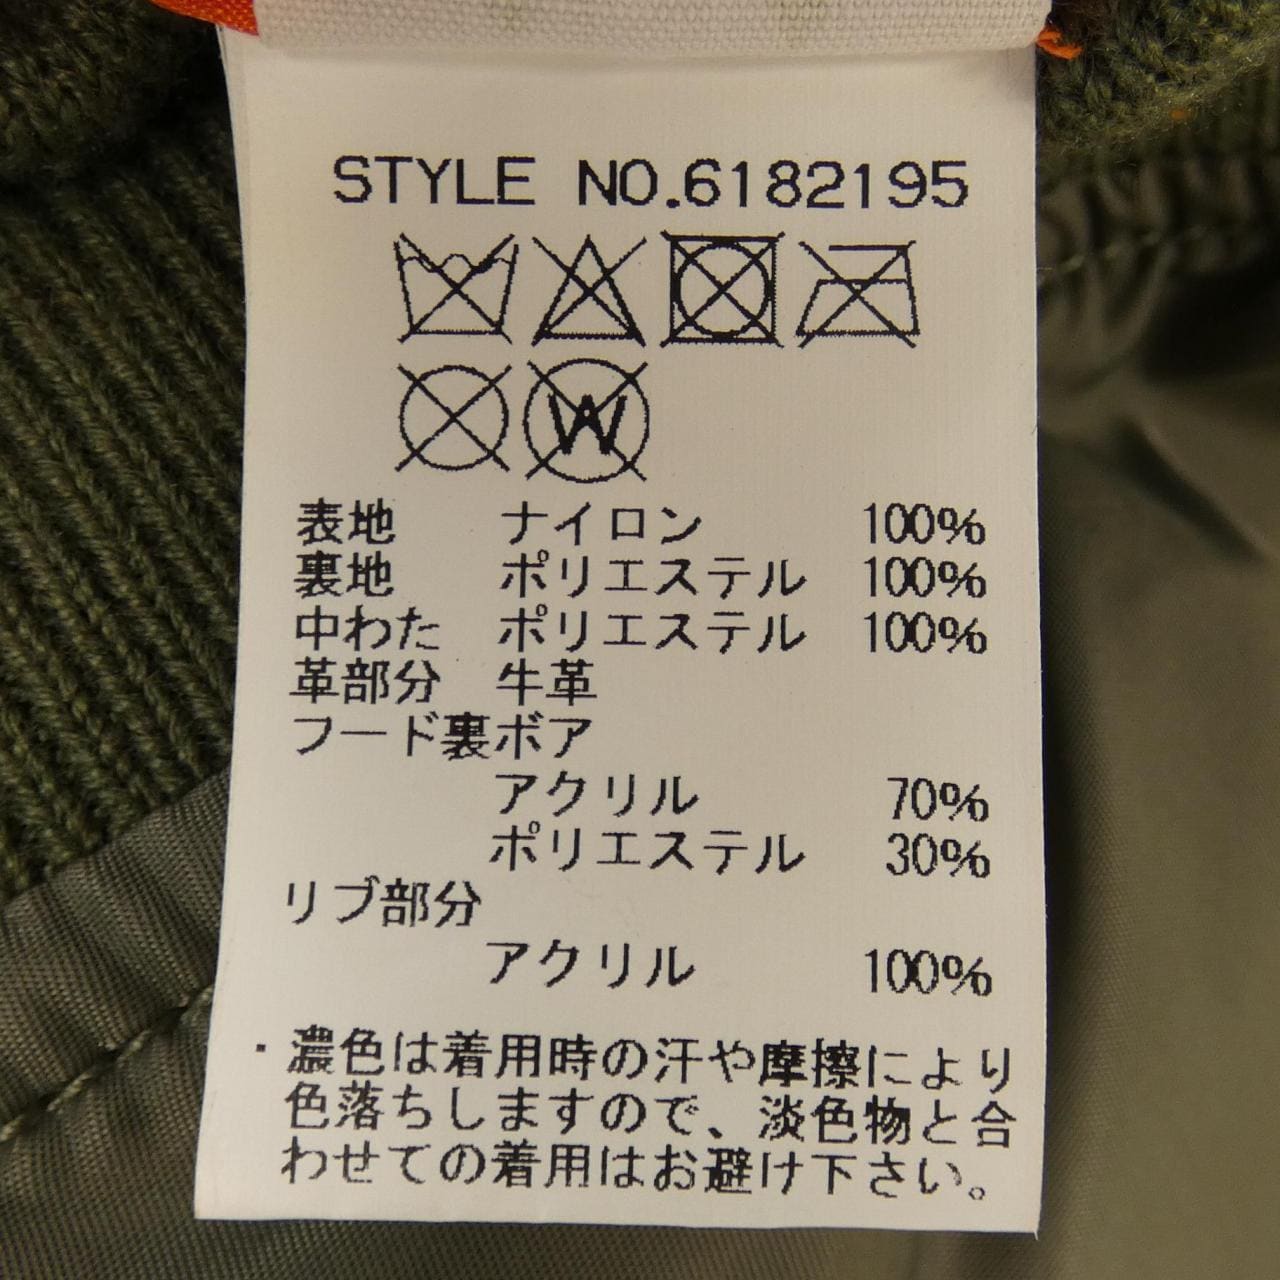 STYLE NO.6182195
W
表地 ナイロン 100%
裏地 ポリエステル 100%
中わた ポリエステル 100%
革部分 牛革
フード裏ボア
アクリル 70%
ポリエステル 30%
リブ部分
アクリル 100%
・濃色は着用時の汗や摩擦により
色落ちしますので、淡色物と合
わせての着用はお避け下さい。